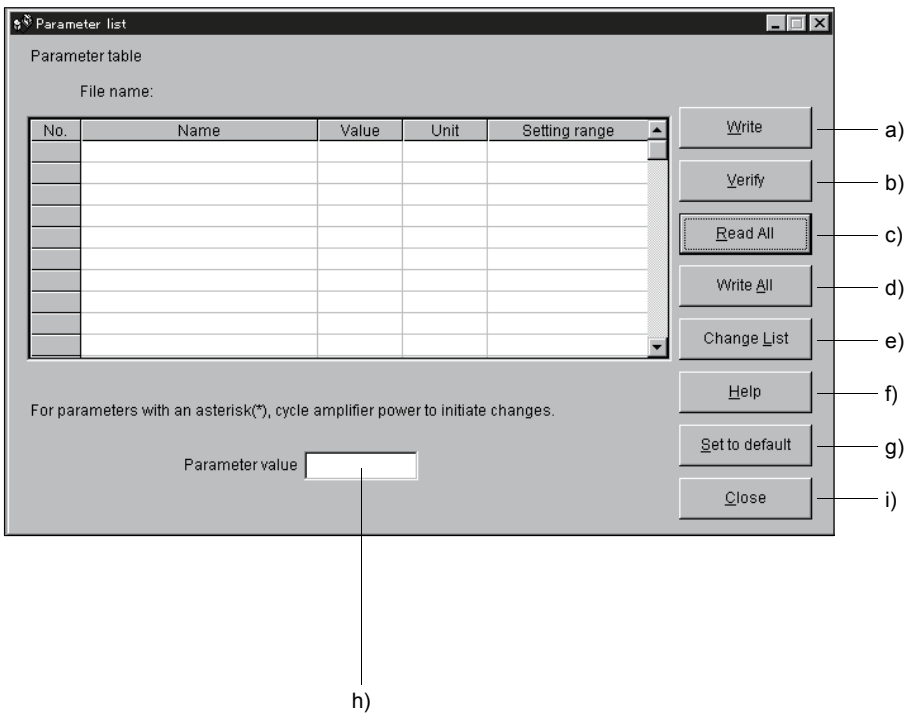 Parameter list
Parameter table
File name:
No. Name Value Unit Setting range
Write a)
Verify b)
Read All c)
Write All d)
Change List e)
Help f)
Set to default g)
Close i)
For parameters with an asterisk(*), cycle amplifier power to initiate changes.
Parameter value
h)